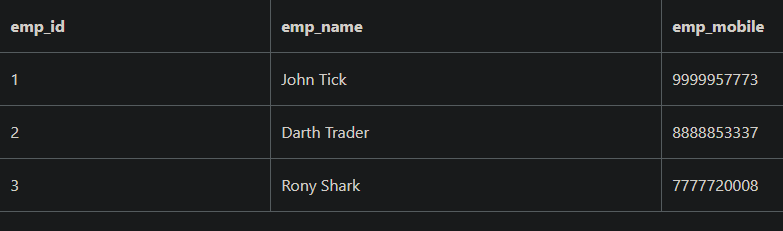 emp_id emp_name emp_mobile
1 John Tick 9999957773
2 Darth Trader 8888853337
3 Rony Shark 7777720008